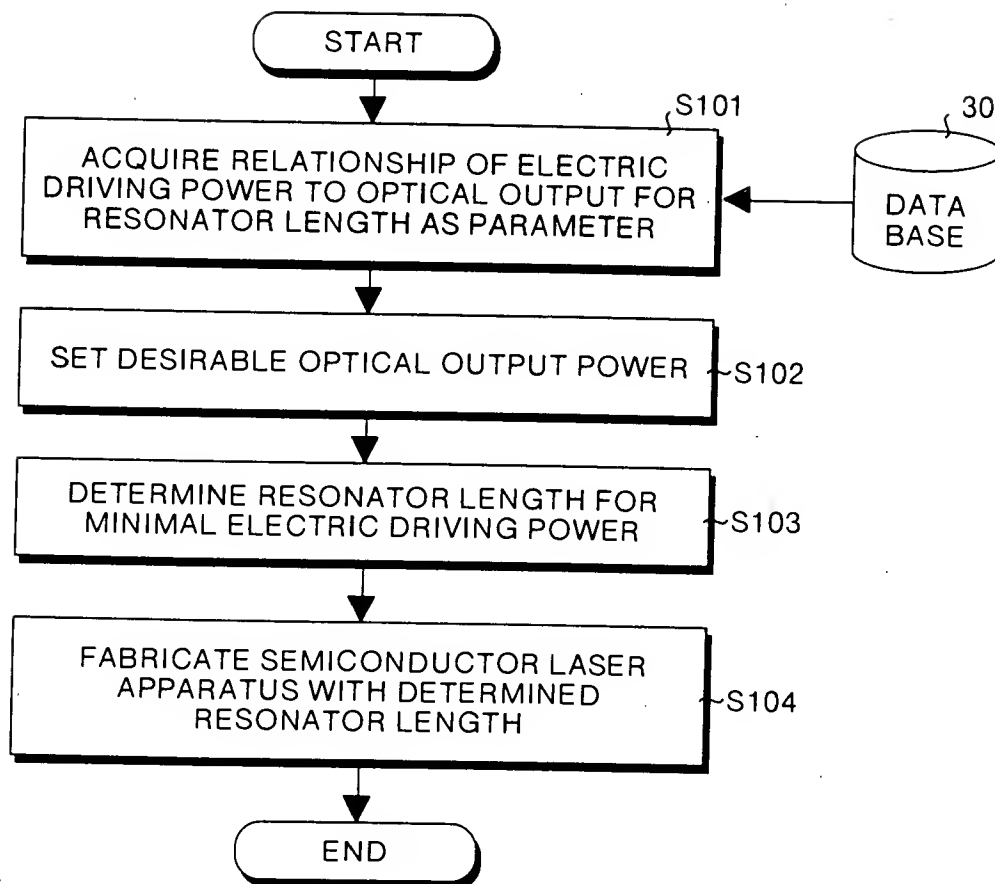 START
S101
30
ACQUIRE RELATIONSHIP OF ELECTRIC
DRIVING POWER TO OPTICAL OUTPUT FOR
RESONATOR LENGTH AS PARAMETER
DATA
BASE
SET DESIRABLE OPTICAL OUTPUT POWER
S102
DETERMINE RESONATOR LENGTH FOR
MINIMAL ELECTRIC DRIVING POWER
S103
FABRICATE SEMICONDUCTOR LASER
APPARATUS WITH DETERMINED
RESONATOR LENGTH
S104
END